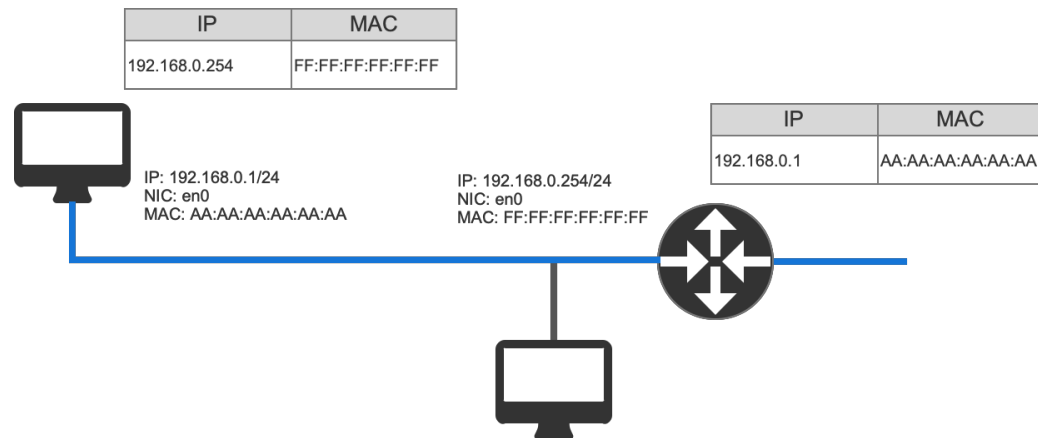 IP MAC
192.168.0.254 FF:FF:FF:FF:FF:FF
IP MAC
192.168.0.1 AA:AA:AA:AA:AA:AA
IP: 192.168.0.1/24
NIC: en0
MAC: AA:AA:AA:AA:AA:AA
IP: 192.168.0.254/24
NIC: en0
MAC: FF:FF:FF:FF:FF:FF